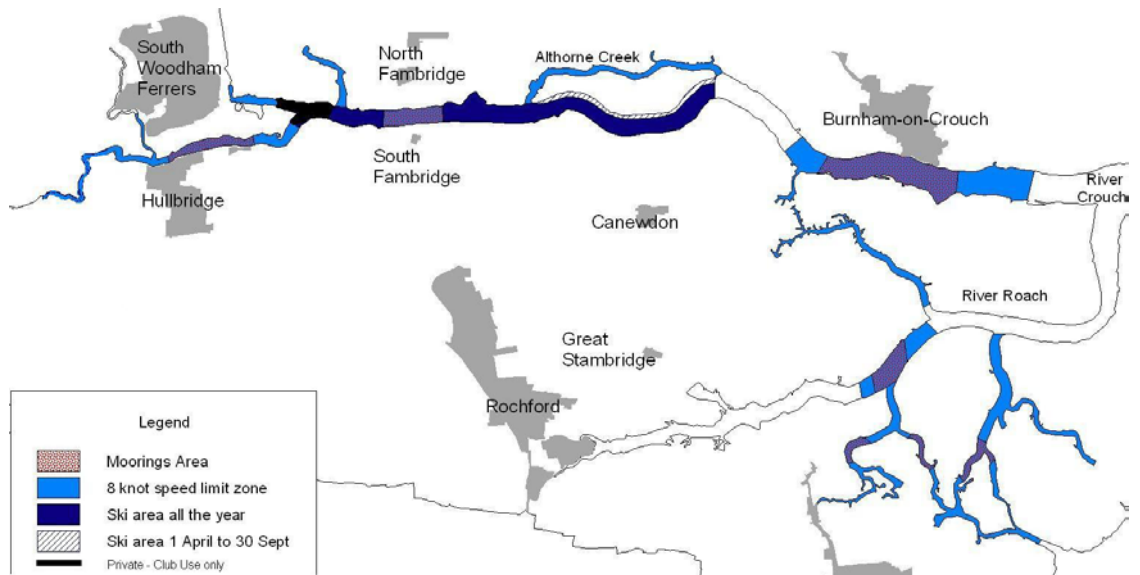 South
Woodham
Ferrers
North
Fambridge
Althorne Creek
Burnham-on-Crouch
River
Crouch
South
Fambridge
Hullbridge
Canewdon
River Roach
Great
Stambridge
Rochford
Legend
Moorings Area
8 knot speed limit zone
Ski area all the year
Ski area 1 April to 30 Sept
Private - Club Use only